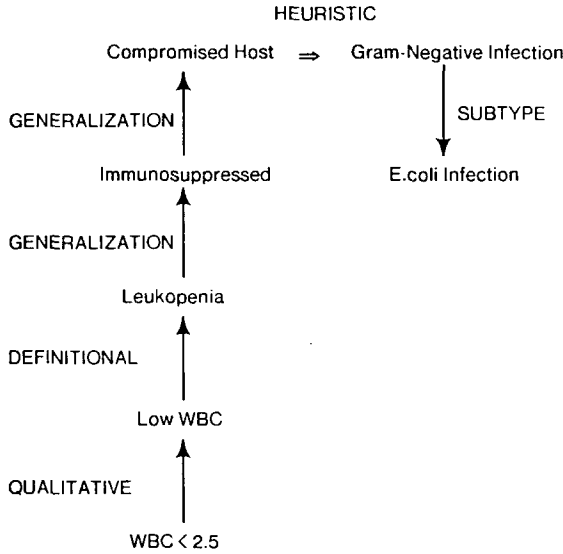 HEURISTIC
Compromised Host ⇒ Gram-Negative Infection
GENERALIZATION
SUBTYPE
Immunosuppressed
E.coli Infection
GENERALIZATION
Leukopenia
DEFINITIONAL
Low WBC
QUALITATIVE
WBC < 2.5